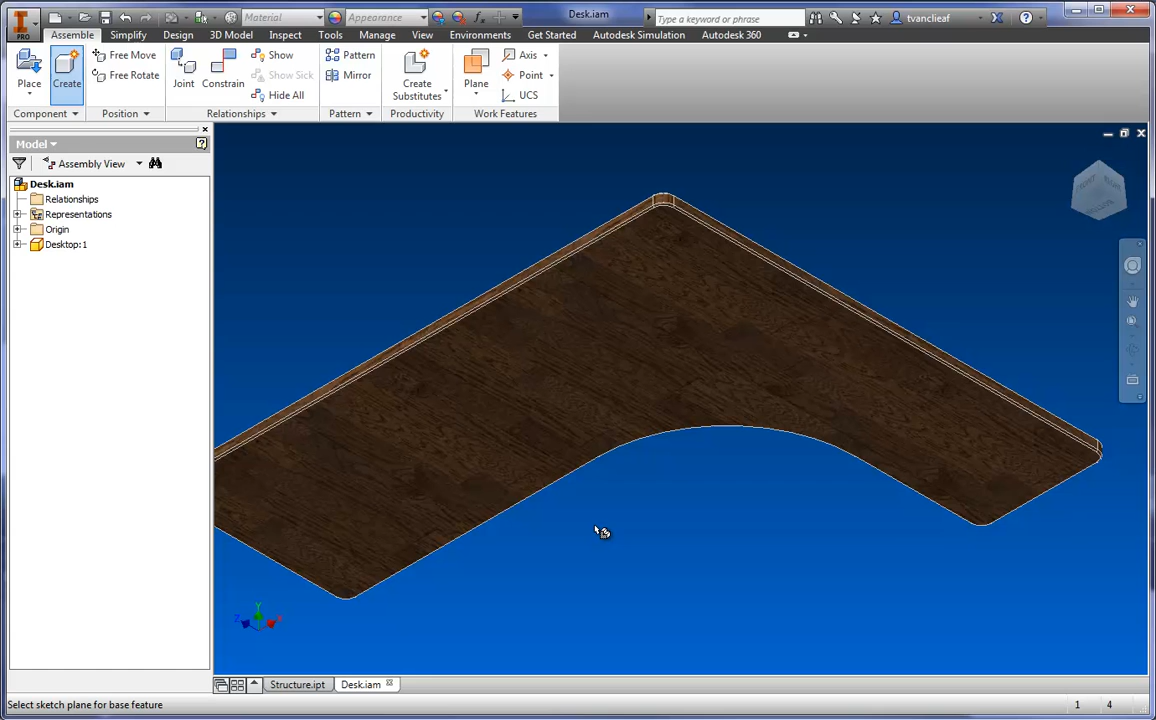 Material
Appearance
Desk.iam
Type a keyword or phrase
tvanclieaf
PRO
Assemble
Simplify
Design
3D Model
Inspect
Tools
Manage
View
Environments
Get Started
Autodesk Simulation
Autodesk 360
Place
Create
Free Move
Free Rotate
Joint
Constrain
Show
Show Sick
Hide All
Pattern
Mirror
Create
Substitutes
Plane
Axis
Point
UCS
Component
Position
Relationships
Pattern
Productivity
Work Features
Model
Assembly View
Desk.iam
Relationships
Representations
Origin
Desktop:1
Z
Y
X
Structure.ipt
Desk.iam
Select sketch plane for base feature
1
4